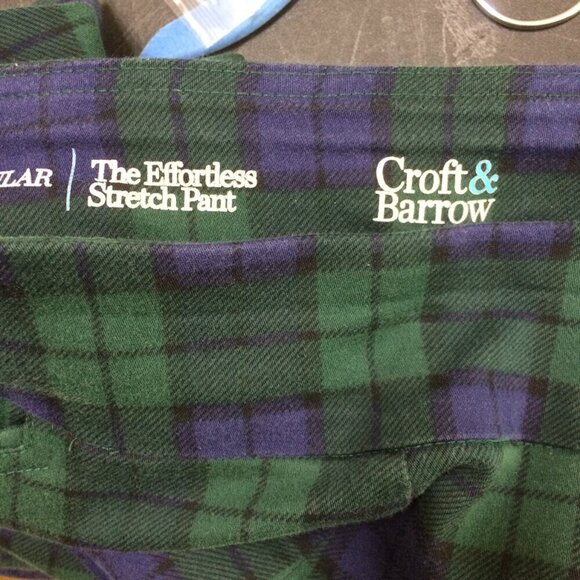 The Effortless
Stretch Pant
Croft&
Barrow